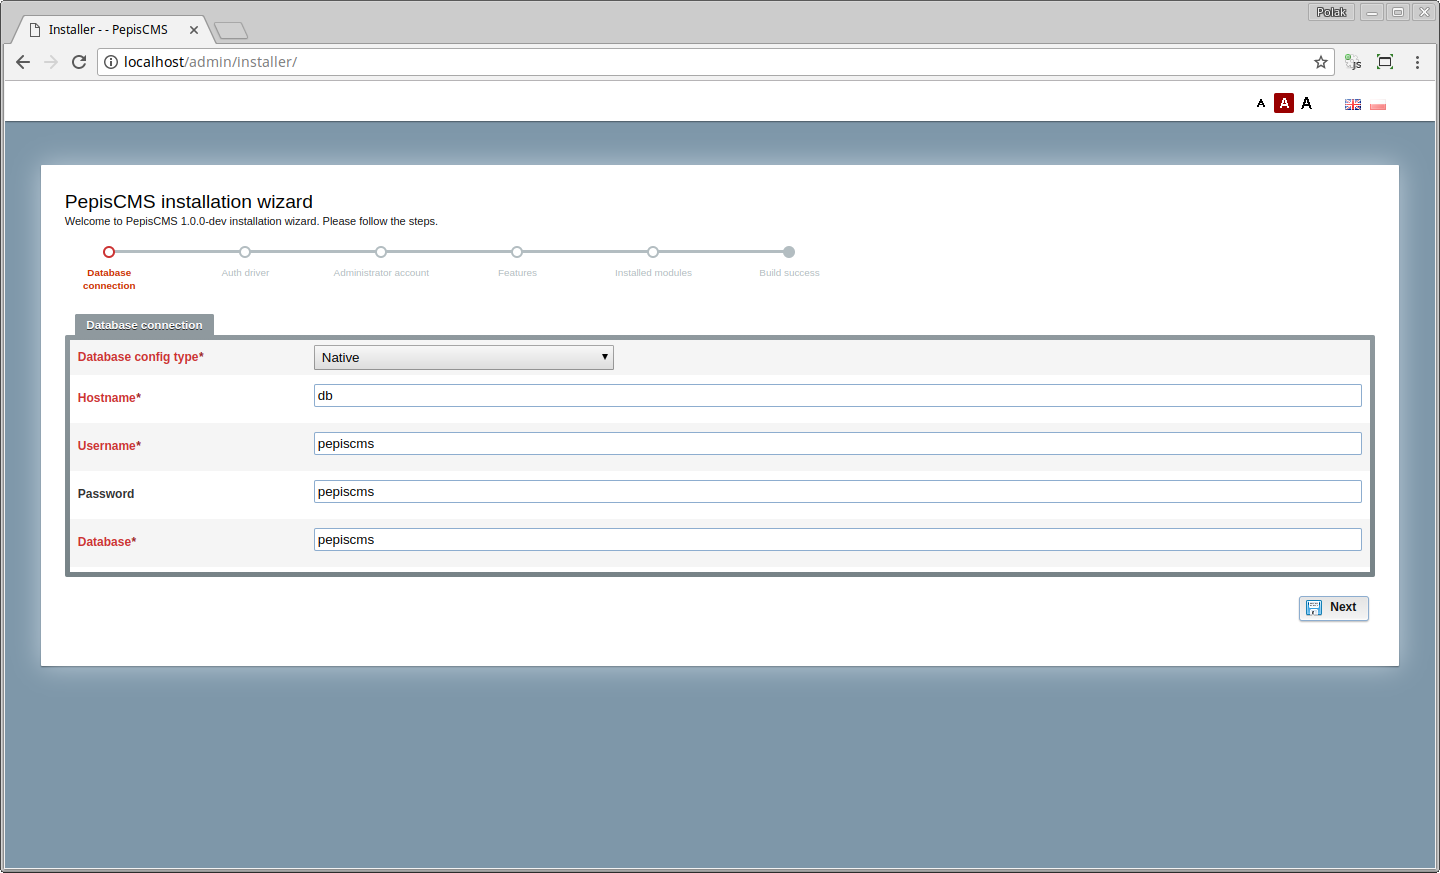 Polak
Installer - - PepisCMS
localhost/admin/installer/
js
A A A
PepisCMS installation wizard
Welcome to PepisCMS 1.0.0-dev installation wizard. Please follow the steps.
Database connection
Auth driver
Administrator account
Features
Installed modules
Build success
Database connection
Database config type*
Native
Hostname*
db
Username*
pepiscms
Password
pepiscms
Database*
pepiscms
Next